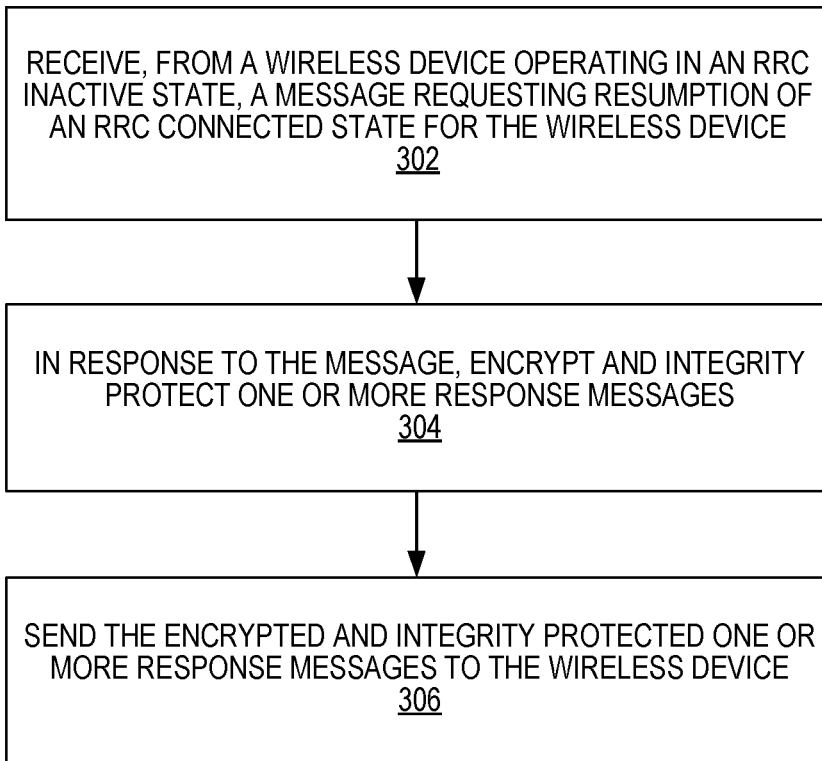 RECEIVE, FROM A WIRELESS DEVICE OPERATING IN AN RRC
INACTIVE STATE, A MESSAGE REQUESTING RESUMPTION OF
AN RRC CONNECTED STATE FOR THE WIRELESS DEVICE
302
IN RESPONSE TO THE MESSAGE, ENCRYPT AND INTEGRITY
PROTECT ONE OR MORE RESPONSE MESSAGES
304
SEND THE ENCRYPTED AND INTEGRITY PROTECTED ONE OR
MORE RESPONSE MESSAGES TO THE WIRELESS DEVICE
306